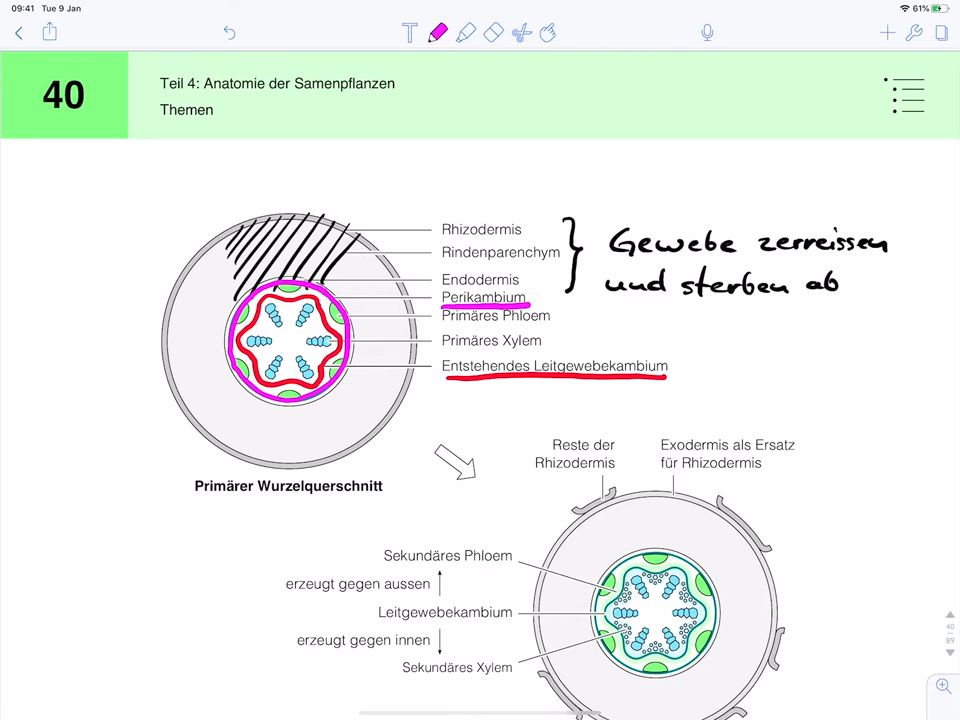 09:41 Tue 9 Jan
61%
T
40
Teil 4: Anatomie der Samenpflanzen
Themen
Rhizodermis
Rindenparenchym
Endodermis
Perikambium
Primäres Phloem
Primäres Xylem
Entstehendes Leitgewebekambium
Gewebe zerreissen
und sterben ab
Primärer Wurzelquerschnitt
Reste der
Rhizodermis
Exodermis als Ersatz
für Rhizodermis
Sekundäres Phloem
erzeugt gegen aussen
Leitgewebekambium
erzeugt gegen innen
Sekundäres Xylem
40
89